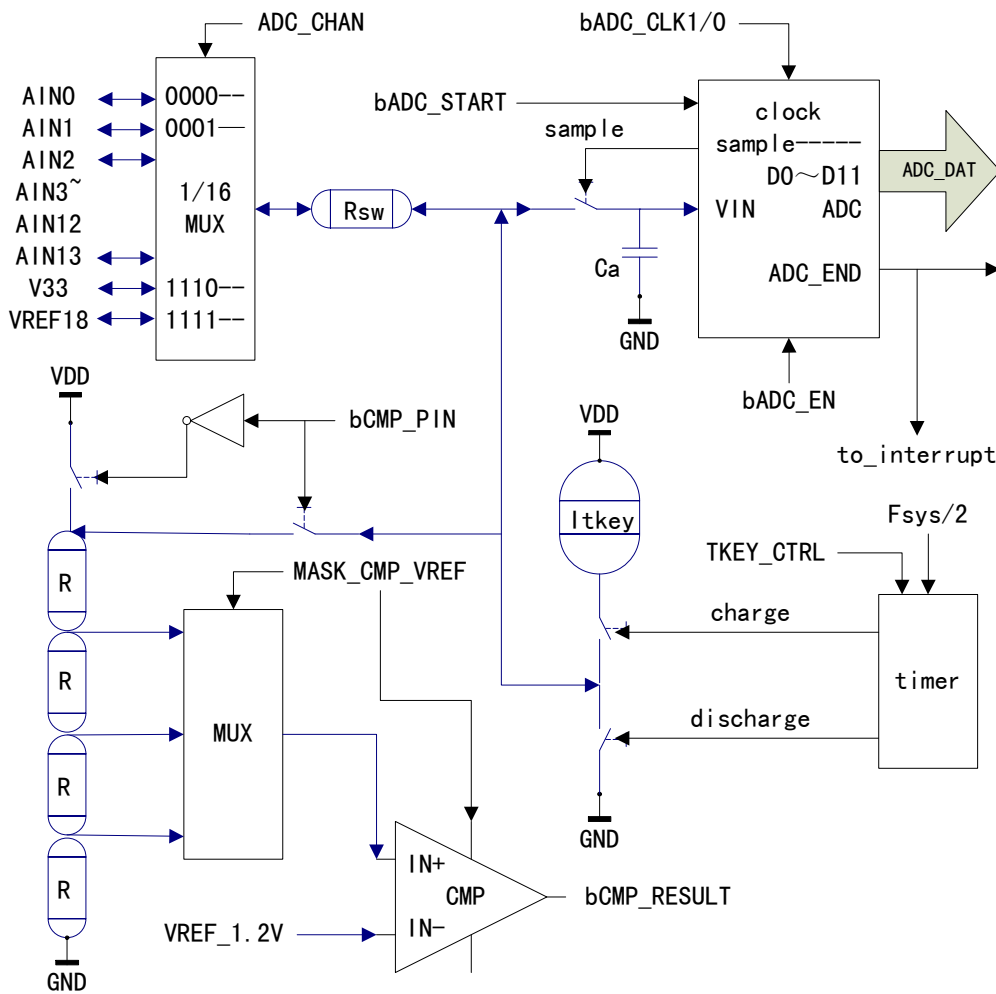 ADC_CHAN
bADC_CLK1/0
AIN0
0000--
AIN1
0001—
AIN2
AIN3~
AIN12
AIN13
V33
1110--
VREF18
1111--
1/16
MUX
Rsw
bADC_START
sample
clock
sample-----
D0～D11
VIN
ADC
ADC_END
ADC_DAT
Ca
GND
bADC_EN
to_interrupt
VDD
bCMP_PIN
VDD
Itkey
Fsys/2
TKEY_CTRL
MASK_CMP_VREF
charge
timer
discharge
R
R
R
R
MUX
GND
IN+
CMP
IN-
bCMP_RESULT
VREF_1.2V
GND